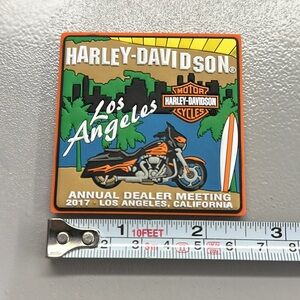 HARLEY-DAVIDSON®
Los
Angeles
MOTOR
HARLEY-DAVIDSON
CYCLES
ANNUAL DEALER MEETING
2017 · LOS ANGELES, CALIFORNIA
1 2 3
10FEET